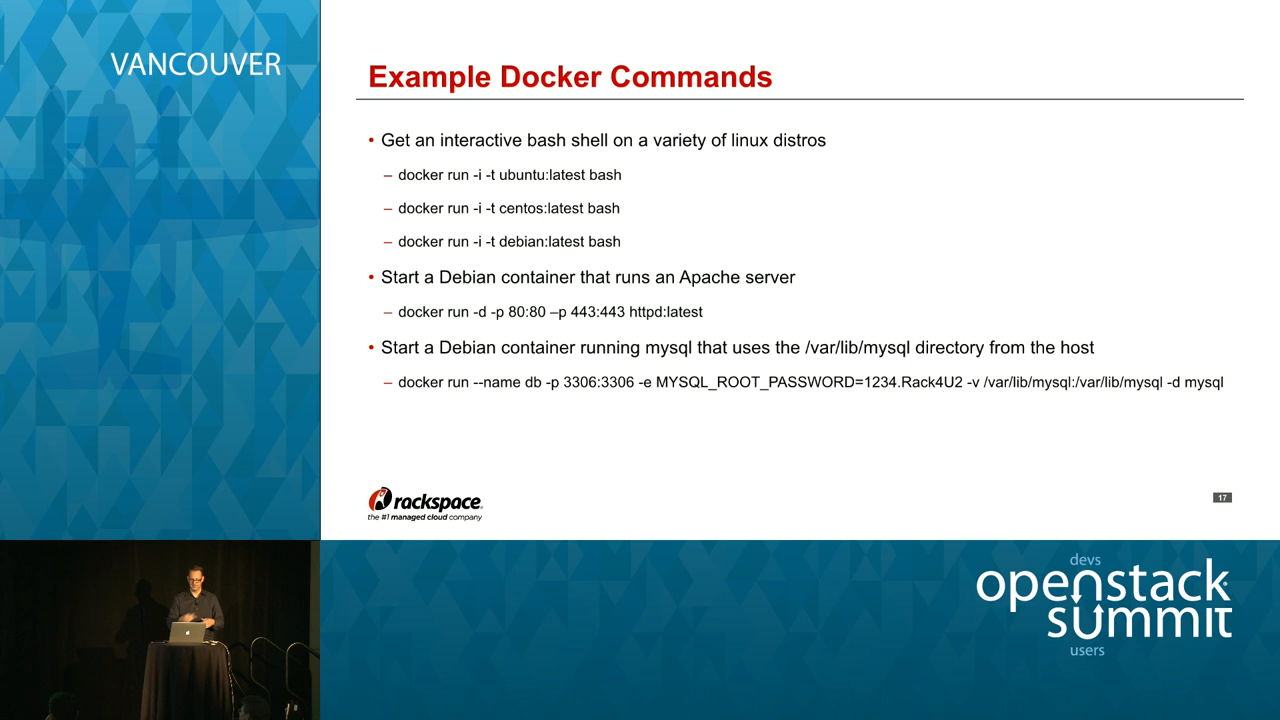 VANCOUVER
Example Docker Commands
• Get an interactive bash shell on a variety of linux distros
– docker run -i -t ubuntu:latest bash
– docker run -i -t centos:latest bash
– docker run -i -t debian:latest bash
• Start a Debian container that runs an Apache server
– docker run -d -p 80:80 –p 443:443 httpd:latest
• Start a Debian container running mysql that uses the /var/lib/mysql directory from the host
– docker run --name db -p 3306:3306 -e MYSQL_ROOT_PASSWORD=1234.Rack4U2 -v /var/lib/mysql:/var/lib/mysql -d mysql
rackspace®
the #1 managed cloud company
17
devs
openstack
summit
users